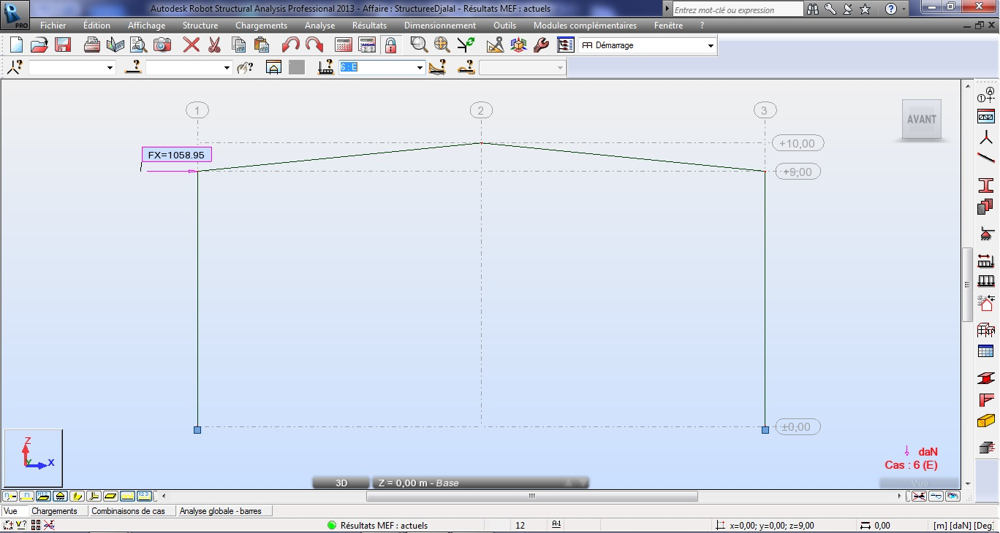 Autodesk Robot Structural Analysis Professional 2013 - Affaire : StructureeDjalal - Résultats MEF : actuels
Entrez mot-clé ou expression
PRO
Fichier Édition Affichage Structure Chargements Analyse Résultats Dimensionnement Outils Modules complémentaires Fenêtre ?
Démarrage
6 : E
1 2 3
AVANT
+10,00
FX=1058.95
+9,00
±0,00
Z
Y X
daN
Cas : 6 (E)
3D Z = 0,00 m - Base
Vue
Vue Chargements Combinaisons de cas Analyse globale - barres
Résultats MEF : actuels 12 x=0,00; y=0,00; z=9,00 0,00 [m] [daN] [Deg]